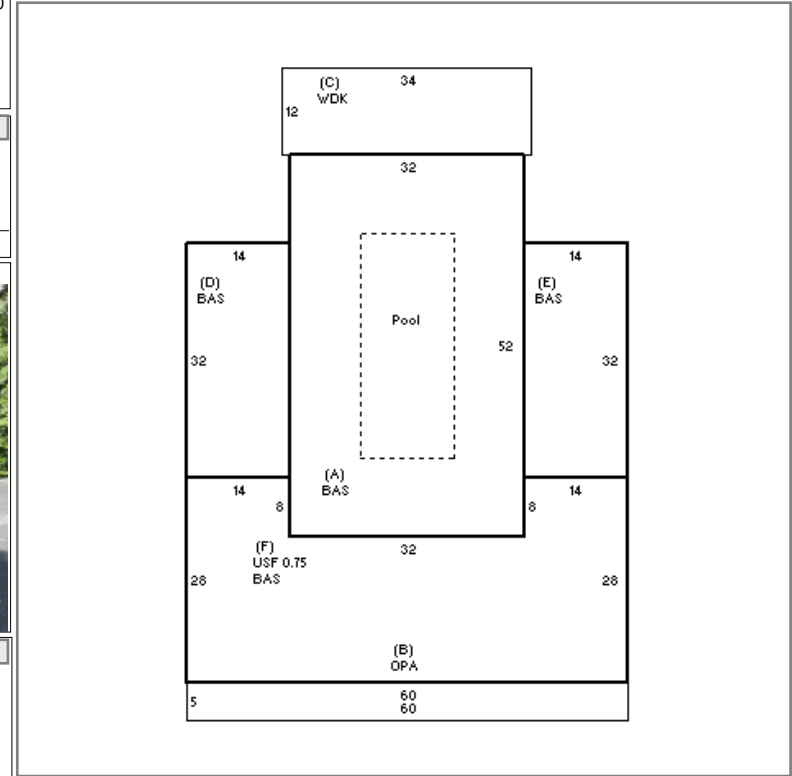 (C) 34
WDK
12
32
14 14
(D) (E)
BAS BAS
Pool
52
32 32
(A)
BAS
14 14
8 8
(F) 32
USF 0.75
BAS
28 28
(B)
OPA
60
5
60